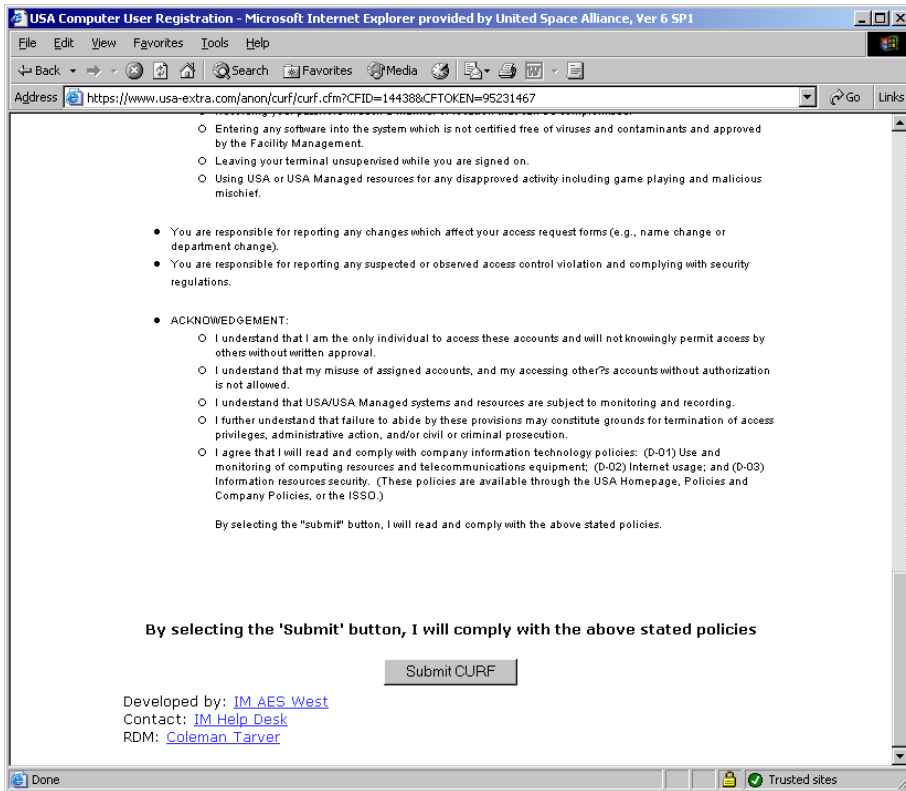 USA Computer User Registration - Microsoft Internet Explorer provided by United Space Alliance, Ver 6 SP1
File Edit View Favorites Tools Help
Back Search Favorites Media
Address https://www.usa-extra.com/anon/curf/curf.cfm?CFID=14438&CFTOKEN=95231467 Go Links
Entering any software into the system which is not certified free of viruses and contaminants and approved
by the Facility Management.
Leaving your terminal unsupervised while you are signed on.
Using USA or USA Managed resources for any disapproved activity including game playing and malicious
mischief.
You are responsible for reporting any changes which affect your access request forms (e.g., name change or
department change).
You are responsible for reporting any suspected or observed access control violation and complying with security
regulations.
ACKNOWEDGEMENT:
I understand that I am the only individual to access these accounts and will not knowingly permit access by
others without written approval.
I understand that my misuse of assigned accounts, and my accessing other?s accounts without authorization
is not allowed.
I understand that USA/USA Managed systems and resources are subject to monitoring and recording.
I further understand that failure to abide by these provisions may constitute grounds for termination of access
privileges, administrative action, and/or civil or criminal prosecution.
I agree that I will read and comply with company information technology policies: (D-01) Use and
monitoring of computing resources and telecommunications equipment; (D-02) Internet usage; and (D-03)
Information resources security. (These policies are available through the USA Homepage, Policies and
Company Policies, or the ISSO.)
By selecting the "submit" button, I will read and comply with the above stated policies.
By selecting the 'Submit' button, I will comply with the above stated policies
Submit CURF
Developed by: IM AES West
Contact: IM Help Desk
RDM: Coleman Tarver
Done Trusted sites